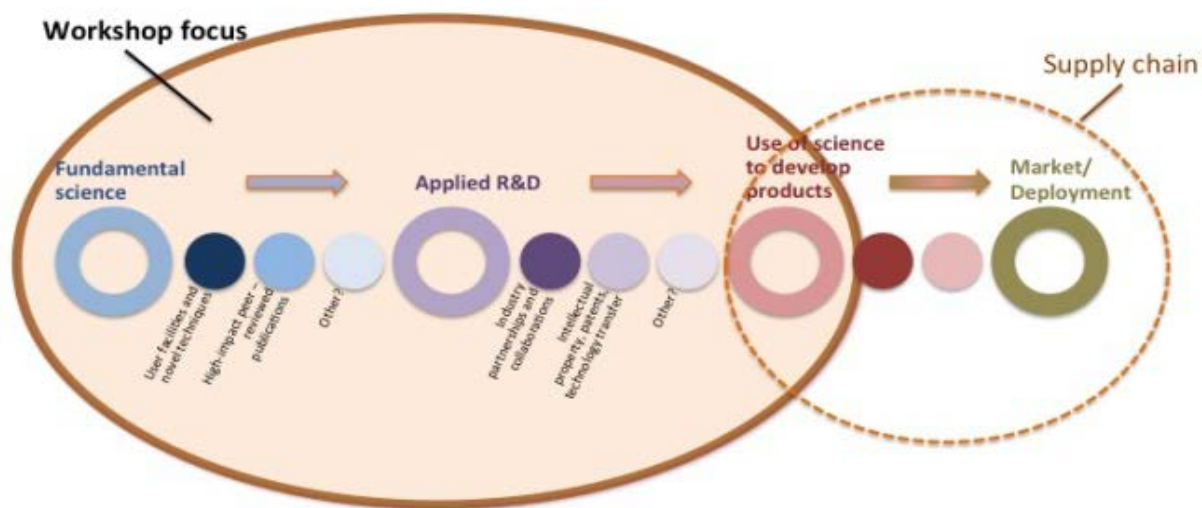 Workshop focus
Supply chain
Fundamental
science
Applied R&D
Use of science
to develop
products
Market/
Deployment
User facilities and
novel techniques
High-impact peer–
reviewed
publications
Other?
Industry
partnerships and
collaborations
Intellectual
property, patents,
technology transfer
Other?